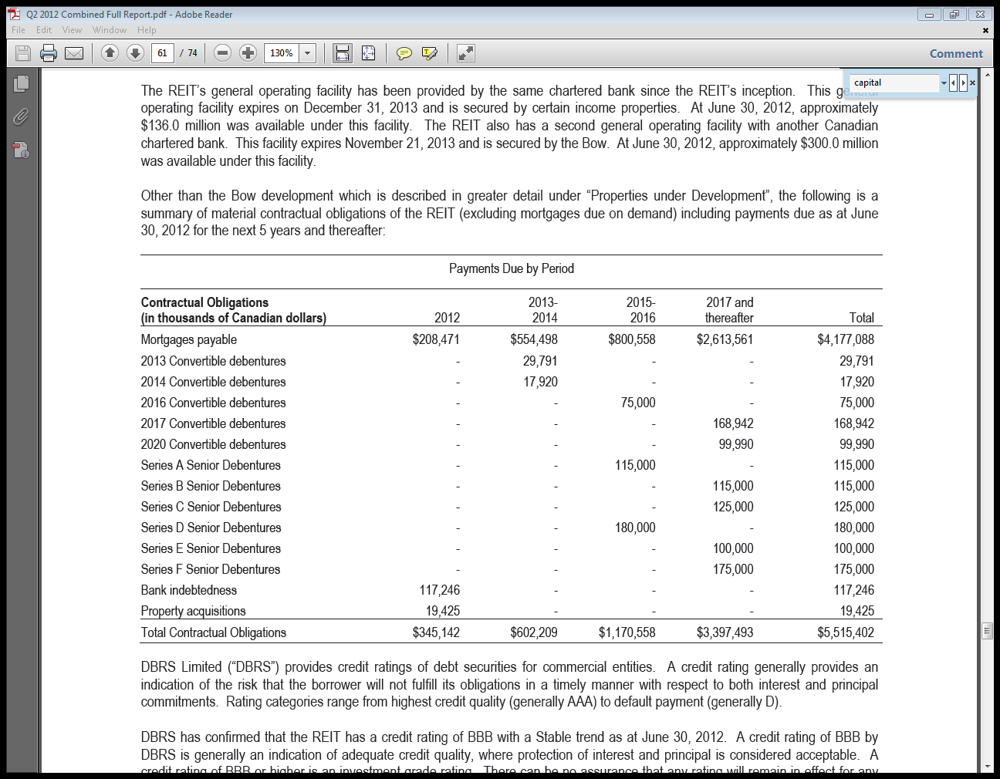 Q2 2012 Combined Full Report.pdf - Adobe Reader
File Edit View Window Help
61 / 74 130% Comment
capital
The REIT's general operating facility has been provided by the same chartered bank since the REIT's inception. This general
operating facility expires on December 31, 2013 and is secured by certain income properties. At June 30, 2012, approximately
$136.0 million was available under this facility. The REIT also has a second general operating facility with another Canadian
chartered bank. This facility expires November 21, 2013 and is secured by the Bow. At June 30, 2012, approximately $300.0 million
was available under this facility.
Other than the Bow development which is described in greater detail under “Properties under Development”, the following is a
summary of material contractual obligations of the REIT (excluding mortgages due on demand) including payments due as at June
30, 2012 for the next 5 years and thereafter:
Payments Due by Period
Contractual Obligations 2013- 2015- 2017 and
(in thousands of Canadian dollars) 2012 2014 2016 thereafter Total
Mortgages payable $208,471 $554,498 $800,558 $2,613,561 $4,177,088
2013 Convertible debentures - 29,791 - - 29,791
2014 Convertible debentures - 17,920 - - 17,920
2016 Convertible debentures - - 75,000 - 75,000
2017 Convertible debentures - - - 168,942 168,942
2020 Convertible debentures - - - 99,990 99,990
Series A Senior Debentures - - 115,000 - 115,000
Series B Senior Debentures - - - 115,000 115,000
Series C Senior Debentures - - - 125,000 125,000
Series D Senior Debentures - - 180,000 - 180,000
Series E Senior Debentures - - - 100,000 100,000
Series F Senior Debentures - - - 175,000 175,000
Bank indebtedness 117,246 - - - 117,246
Property acquisitions 19,425 - - - 19,425
Total Contractual Obligations $345,142 $602,209 $1,170,558 $3,397,493 $5,515,402
DBRS Limited (“DBRS”) provides credit ratings of debt securities for commercial entities. A credit rating generally provides an
indication of the risk that the borrower will not fulfill its obligations in a timely manner with respect to both interest and principal
commitments. Rating categories range from highest credit quality (generally AAA) to default payment (generally D).
DBRS has confirmed that the REIT has a credit rating of BBB with a Stable trend as at June 30, 2012. A credit rating of BBB by
DBRS is generally an indication of adequate credit quality, where protection of interest and principal is considered acceptable. A
credit rating of BBB or higher is an investment grade rating. There can be no assurance that any rating will remain in effect for any